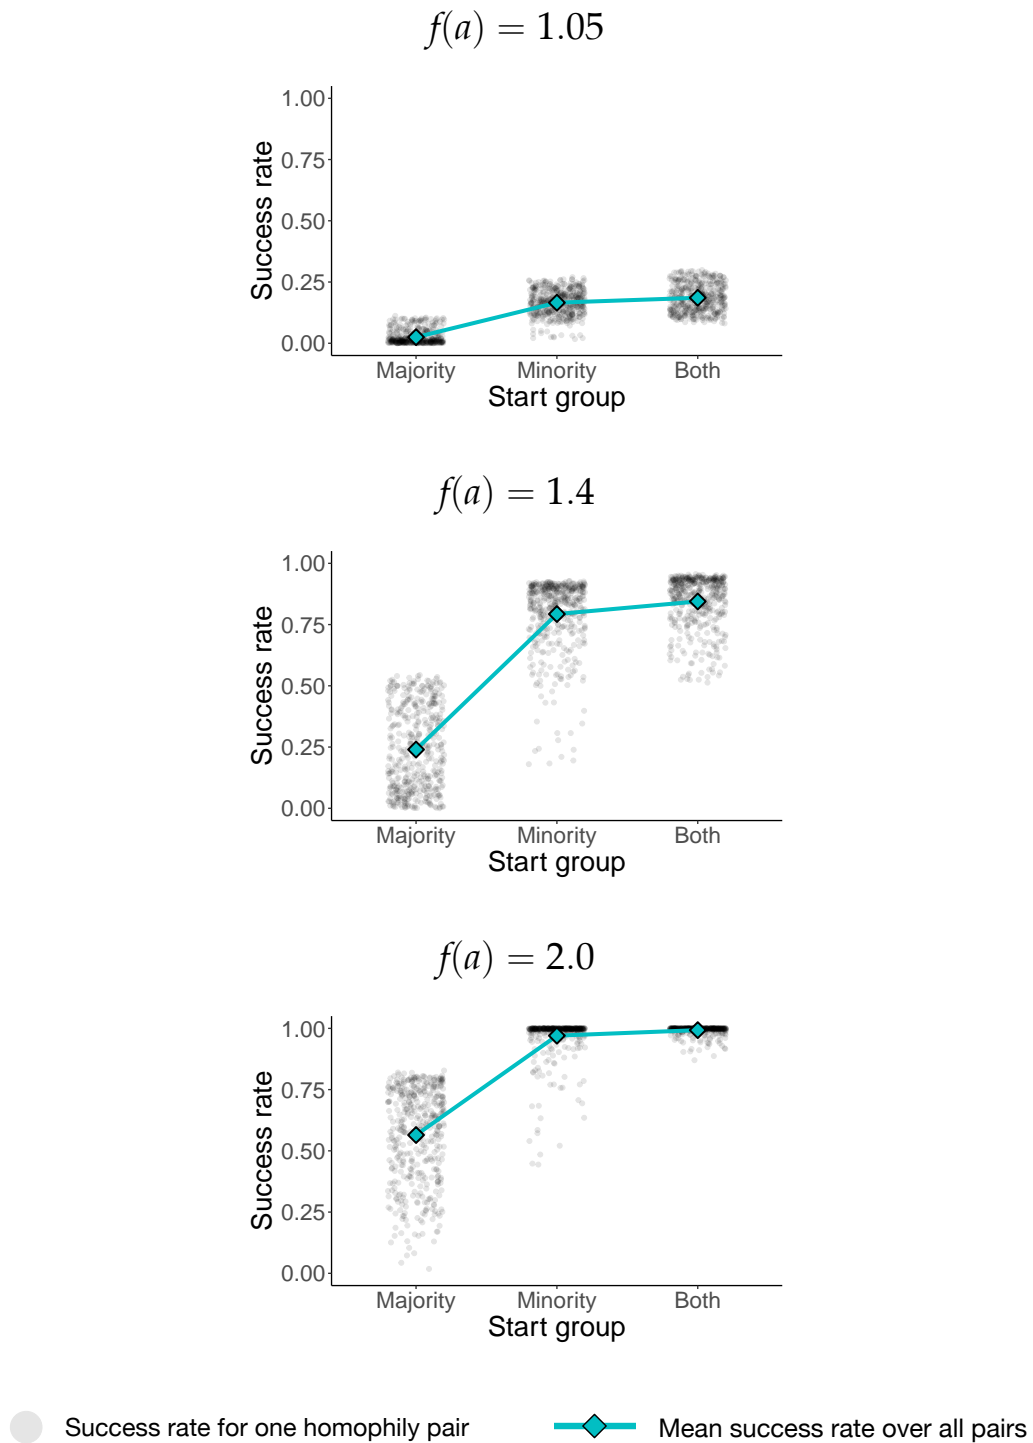 f(a) = 1.05
1.00
0.75
0.50
0.25
0.00
Success rate
Majority Minority Both
Start group
f(a) = 1.4
1.00
0.75
0.50
0.25
0.00
Success rate
Majority Minority Both
Start group
f(a) = 2.0
1.00
0.75
0.50
0.25
0.00
Success rate
Majority Minority Both
Start group
Success rate for one homophily pair Mean success rate over all pairs